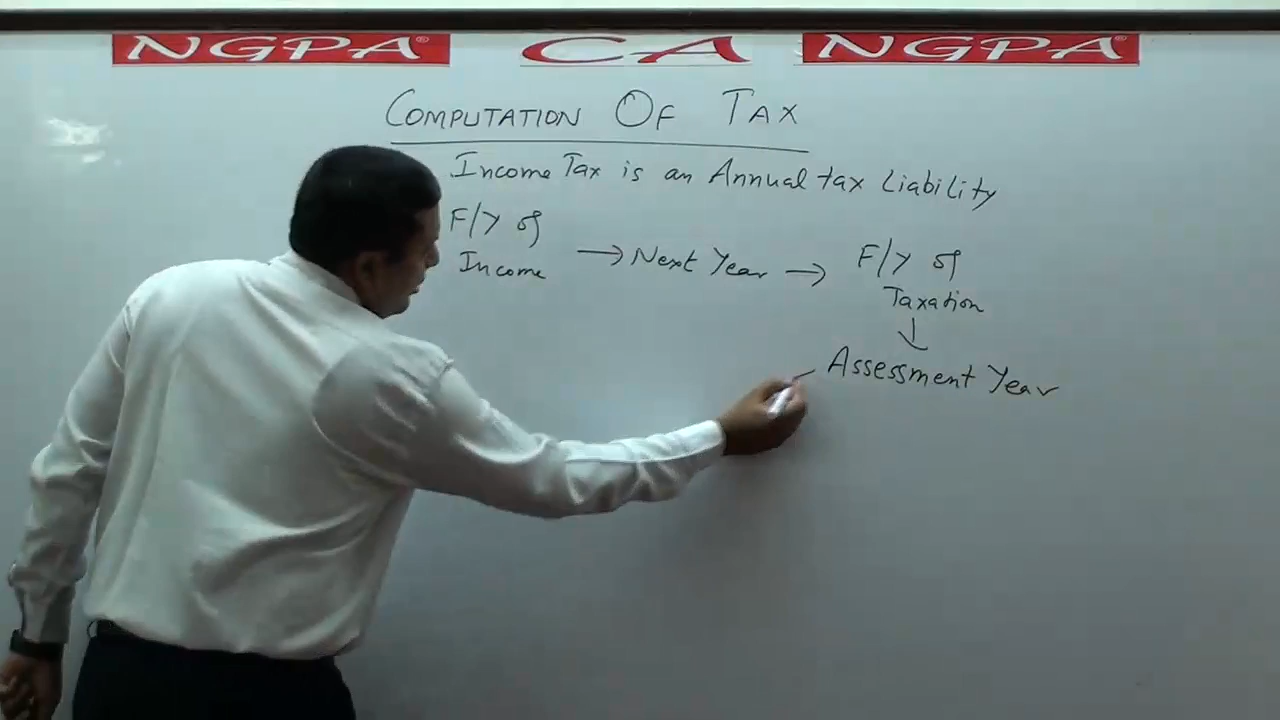 NGPA® CA NGPA®
COMPUTATION OF TAX
Income Tax is an Annual tax Liability
F/Y of
Income
→ Next Year →
F/Y of
Taxation
↓
Assessment Year